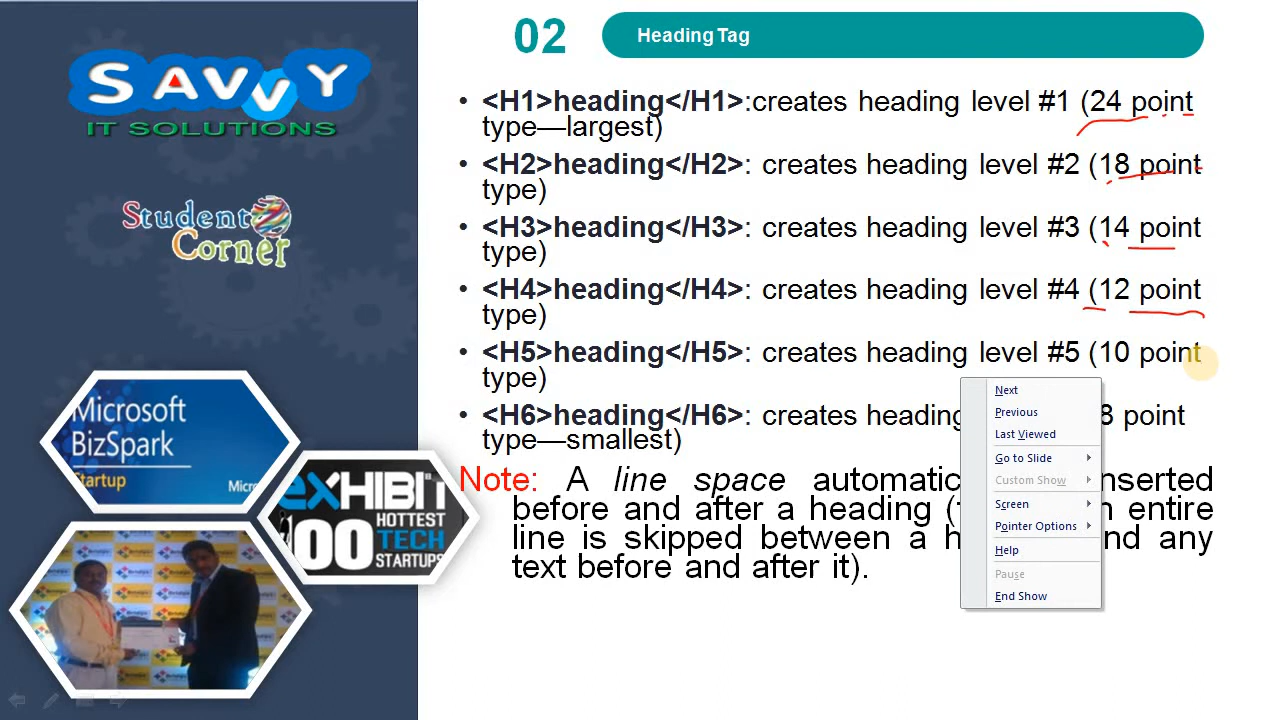 SAVVY
IT SOLUTIONS
Student
Corner
Microsoft
BizSpark
Startup
Micros
EXHIBIT
100
HOTTEST
TECH
STARTUPS
02
Heading Tag
• <H1>heading</H1>:creates heading level #1 (24 point
type—largest)
• <H2>heading</H2>: creates heading level #2 (18 point
type)
• <H3>heading</H3>: creates heading level #3 (14 point
type)
• <H4>heading</H4>: creates heading level #4 (12 point
type)
• <H5>heading</H5>: creates heading level #5 (10 point
type)
• <H6>heading</H6>: creates heading 8 point
type—smallest)
Note: A line space automatic nserted
before and after a heading ( n entire
line is skipped between a h nd any
text before and after it).
Next
Previous
Last Viewed
Go to Slide
Custom Show
Screen
Pointer Options
Help
Pause
End Show